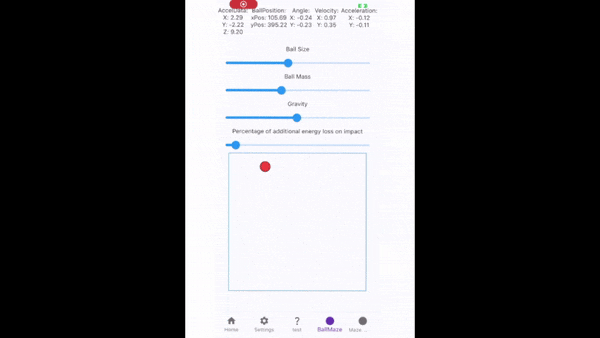 AccelData: BallPosition: Angle: Velocity: Acceleration:
X: 2.29 xPos: 105.69 X: -0.24 X: 0.97 X: -0.12
Y: -2.22 yPos: 395.22 Y: -0.23 Y: 0.35 Y: -0.11
Z: 9.20
Ball Size
Ball Mass
Gravity
Percentage of additional energy loss on impact
Home Settings test BallMaze Maze ...